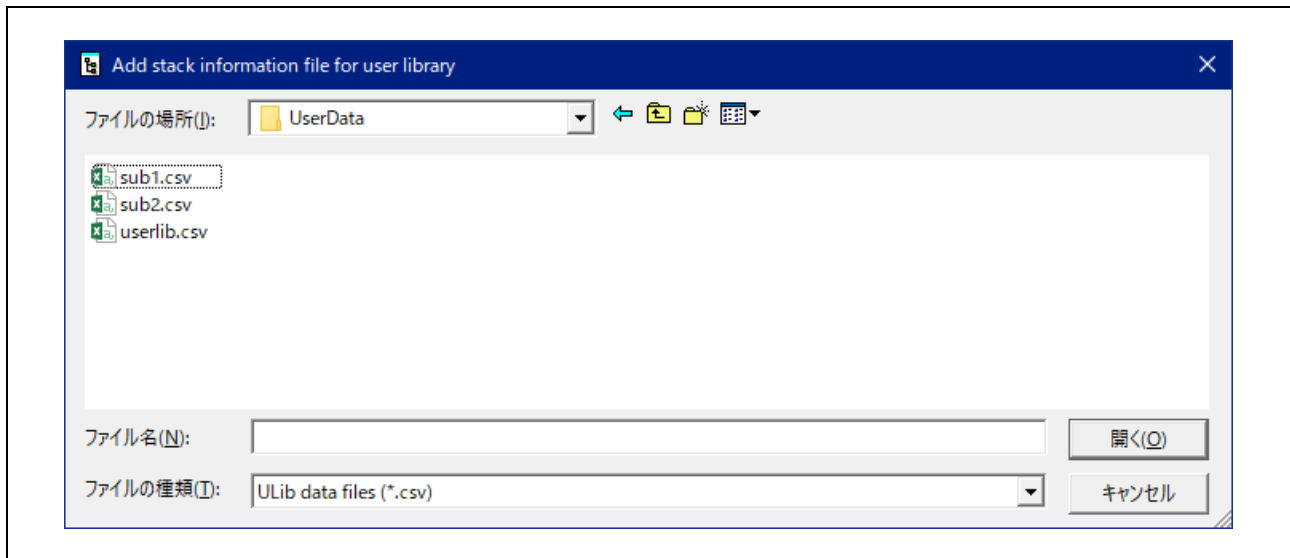 Add stack information file for user library
ファイルの場所(I): UserData
sub1.csv
sub2.csv
userlib.csv
ファイル名(N): 開く(O)
ファイルの種類(T): ULib data files (*.csv) キャンセル